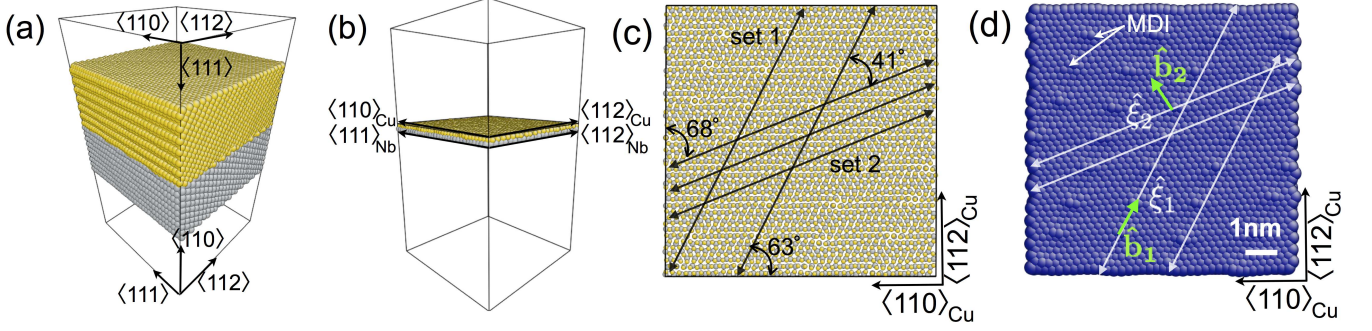 (a)
⟨110⟩
⟨112⟩
⟨111⟩
⟨110⟩
⟨111⟩
⟨112⟩
(b)
⟨110⟩Cu
⟨112⟩Cu
⟨111⟩Nb
⟨112⟩Nb
(c)
set 1
41°
68°
set 2
63°
⟨112⟩Cu
⟨110⟩Cu
(d)
MDI
b̂2
ξ̂2
ξ̂1
b̂1
1nm
⟨112⟩Cu
⟨110⟩Cu